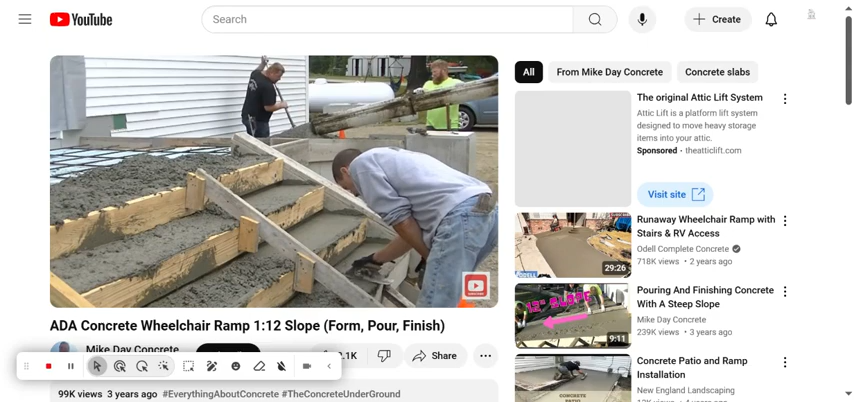 YouTube
Search
Create
All
From Mike Day Concrete
Concrete slabs
The original Attic Lift System
Attic Lift is a platform lift system
designed to move heavy storage
items into your attic.
Sponsored · theatticlift.com
Visit site
Runaway Wheelchair Ramp with
Stairs & RV Access
Odell Complete Concrete
718K views • 2 years ago
29:26
12" SLOPE
Pouring And Finishing Concrete
With A Steep Slope
Mike Day Concrete
239K views • 3 years ago
9:11
Concrete Patio and Ramp
Installation
New England Landscaping
CONCRETE
ADA Concrete Wheelchair Ramp 1:12 Slope (Form, Pour, Finish)
Mike Day Concrete
Share
99K views 3 years ago #EverythingAboutConcrete #TheConcreteUnderGround